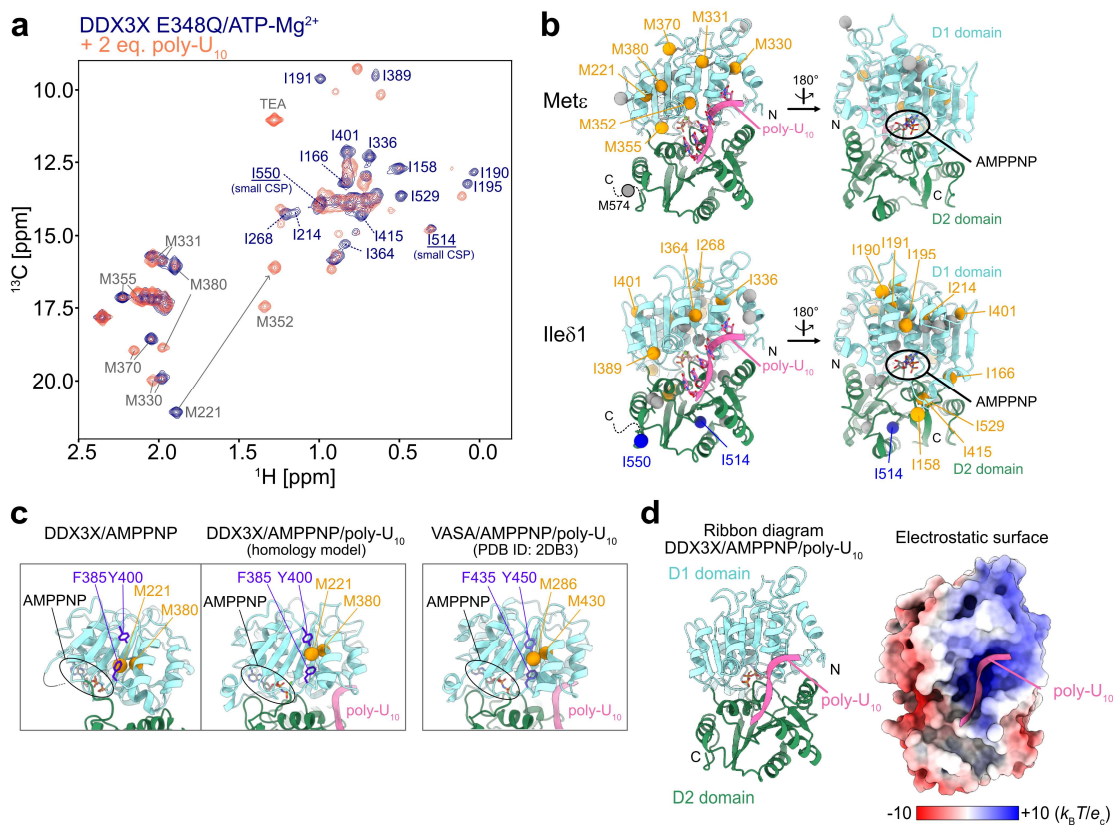 a
DDX3X E348Q/ATP-Mg²⁺
+ 2 eq. poly-U₁₀
10.0
12.5
15.0
17.5
20.0
¹³C [ppm]
2.5
2.0
1.5
1.0
0.5
0.0
¹H [ppm]
I191
I389
TEA
I401
I336
I166
I158
I550
(small CSP)
I190
I195
I529
I268
I214
I415
I364
I514
(small CSP)
M331
M355
M380
M352
M370
M330
M221
b
Metε
M370
M331
M380
M330
M221
M352
M355
poly-U₁₀
N
C
M574
180°
D1 domain
N
AMPPNP
C
D2 domain
Ileδ1
I364
I268
I401
I336
I389
N
poly-U₁₀
C
I550
I514
180°
I190
I191
I195
D1 domain
I214
I401
N
I166
AMPPNP
I529
C
I415
I514
I158
D2 domain
c
DDX3X/AMPPNP
F385
Y400
M221
AMPPNP
M380
DDX3X/AMPPNP/poly-U₁₀
(homology model)
F385
Y400
M221
AMPPNP
M380
poly-U₁₀
VASA/AMPPNP/poly-U₁₀
(PDB ID: 2DB3)
F435
Y450
M286
AMPPNP
M430
poly-U₁₀
d
Ribbon diagram
DDX3X/AMPPNP/poly-U₁₀
D1 domain
N
poly-U₁₀
C
D2 domain
Electrostatic surface
poly-U₁₀
-10
+10 (k_BT/e_c)